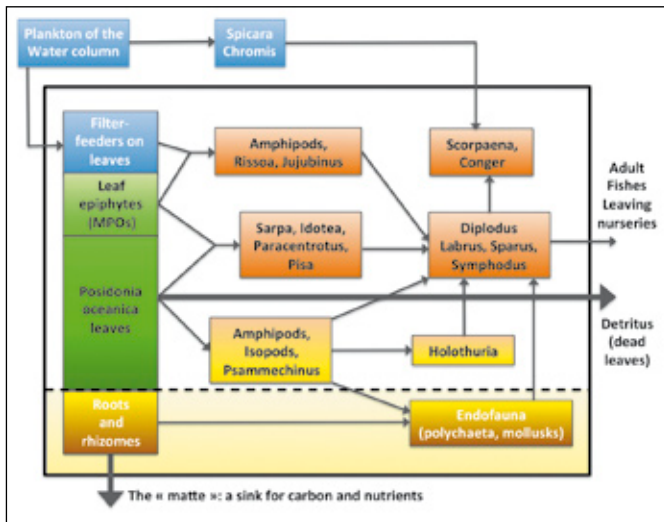 Plankton of the
Water column
Spicara
Chromis
Filter-
feeders on
leaves
Leaf
epiphytes
(MPOs)
Posidonia
oceanica
leaves
Roots
and
rhizomes
Amphipods,
Rissoa, Jujubinus
Sarpa, Idotea,
Paracentrotus,
Pisa
Amphipods,
Isopods,
Psammechinus
Scorpaena,
Conger
Diplodus
Labrus, Sparus,
Symphodus
Holothuria
Endofauna
(polychaeta, mollusks)
Adult
Fishes
Leaving
nurseries
Detritus
(dead
leaves)
The « matte »: a sink for carbon and nutrients